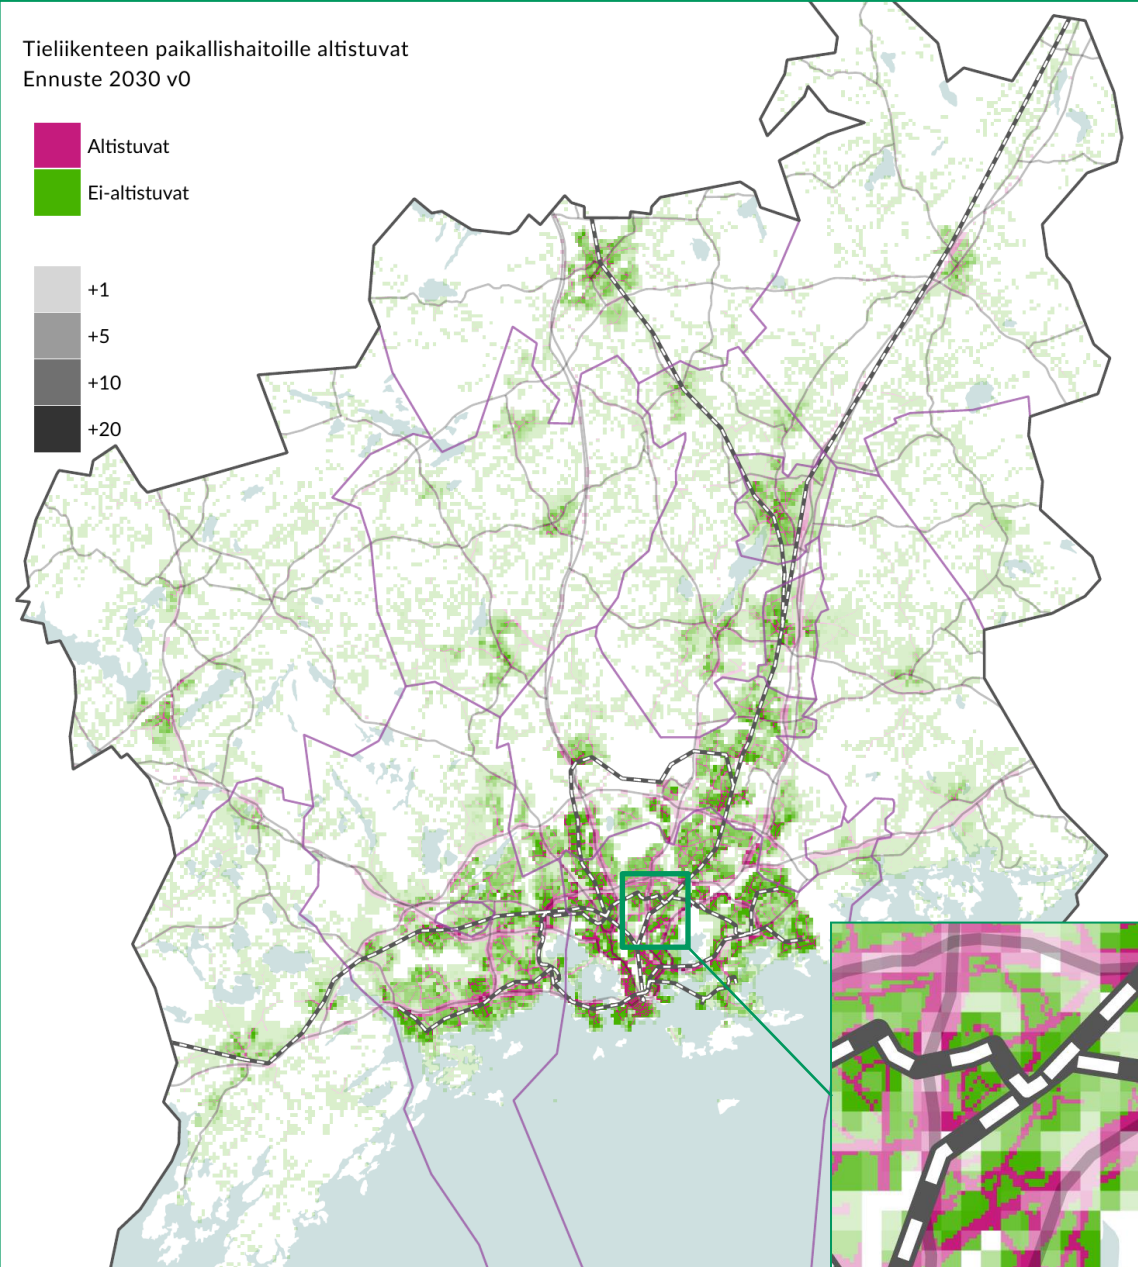 Tieliikenteen paikallishaitoille altistuvat
Ennuste 2030 v0
Altistuvat
Ei-altistuvat
+1
+5
+10
+20